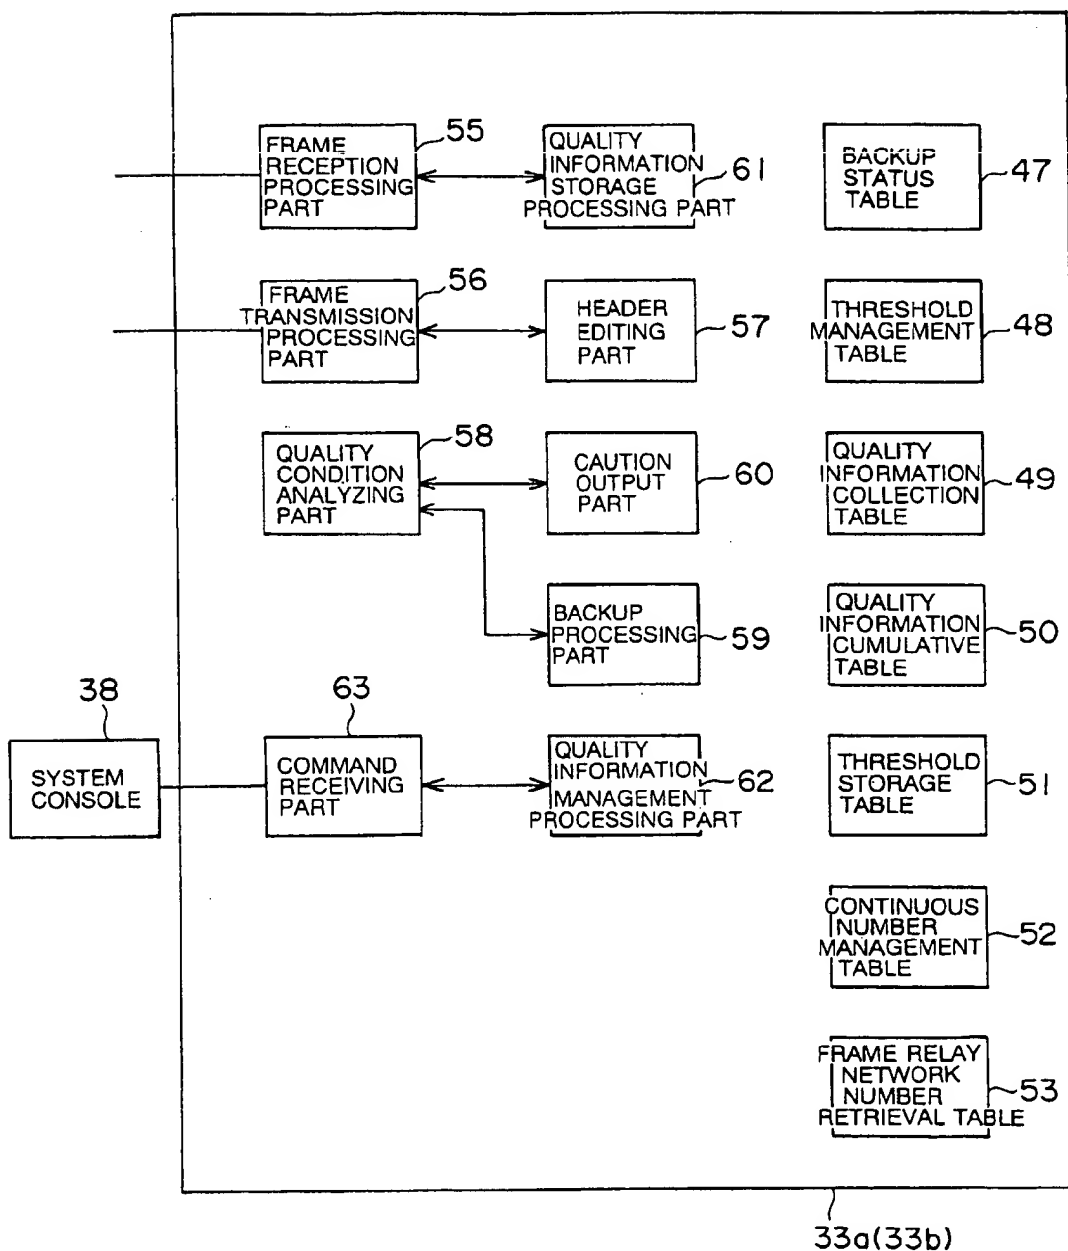 FRAME
RECEPTION
PROCESSING
PART
55
QUALITY
INFORMATION
STORAGE
PROCESSING PART
61
BACKUP
STATUS
TABLE
47
FRAME
TRANSMISSION
PROCESSING
PART
56
HEADER
EDITING
PART
57
THRESHOLD
MANAGEMENT
TABLE
48
QUALITY
CONDITION
ANALYZING
PART
58
CAUTION
OUTPUT
PART
60
QUALITY
INFORMATION
COLLECTION
TABLE
49
BACKUP
PROCESSING
PART
59
QUALITY
INFORMATION
CUMULATIVE
TABLE
50
38
SYSTEM
CONSOLE
63
COMMAND
RECEIVING
PART
QUALITY
INFORMATION
MANAGEMENT
PROCESSING PART
62
THRESHOLD
STORAGE
TABLE
51
CONTINUOUS
NUMBER
MANAGEMENT
TABLE
52
FRAME RELAY
NETWORK
NUMBER
RETRIEVAL TABLE
53
33a(33b)